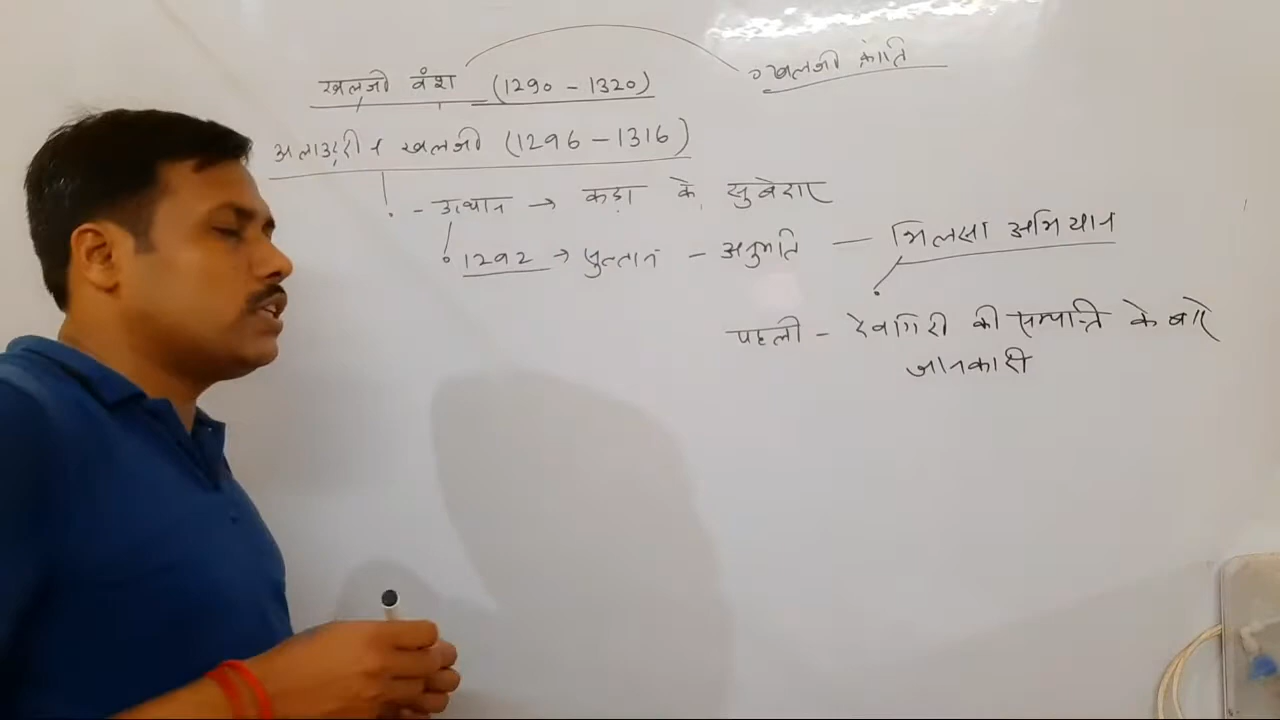 खलजी वंश (1290 - 1320)
खलजी क्रांति
अलाउद्दीन खलजी (1296 - 1316)
- उत्थान → कड़ा के सुबेदार
1292 → सुल्तान - अनुमति — भिलसा अभियान
पहली - देवगिरी की सम्पत्ति के बारे
जानकारी